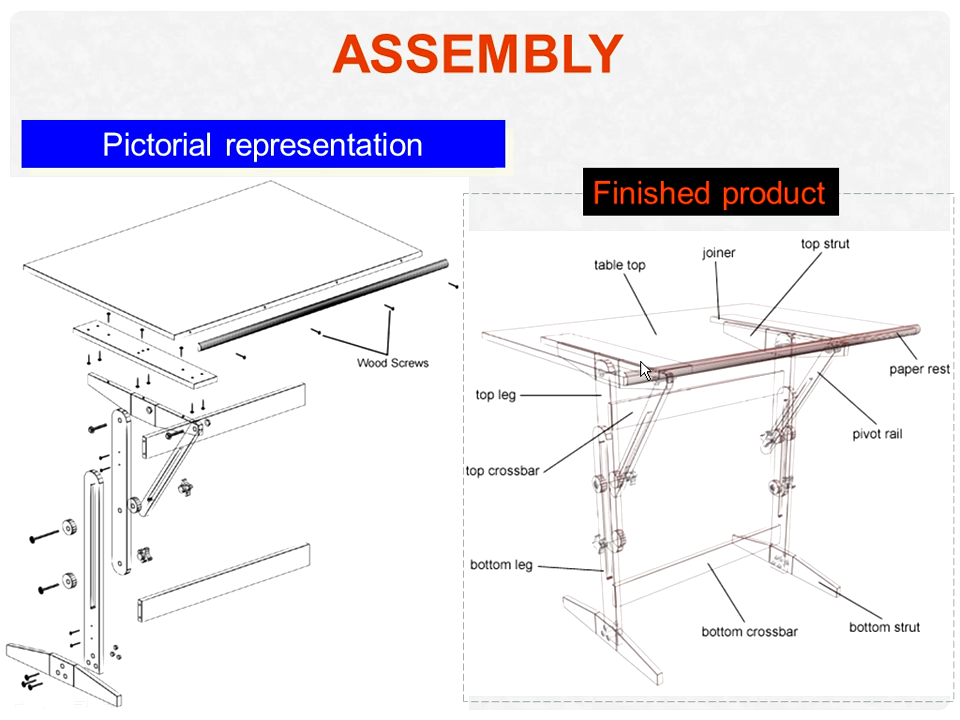 ASSEMBLY
Pictorial representation
Finished product
Wood Screws
table top
joiner
top strut
paper rest
top leg
pivot rail
top crossbar
bottom leg
bottom crossbar
bottom strut